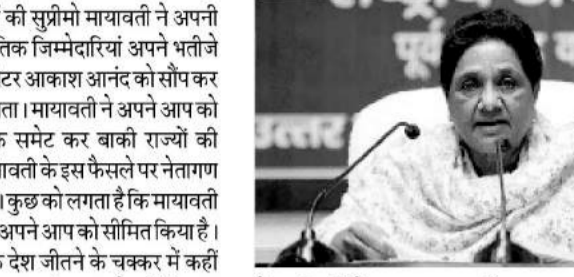 की सुप्रीमो मायावती ने अपनी
तिक जिम्मेदारियां अपने भतीजे
टर आकाश आनंद को सौंप कर
ता। मायावती ने अपने आप को
समेट कर बाकी राज्यों की
ावती के इस फैसले पर नेतागण
। कुछ को लगता है कि मायावती
अपने आप को सीमित किया है।
देश जीतने के चक्कर में कहीं
उत्तर